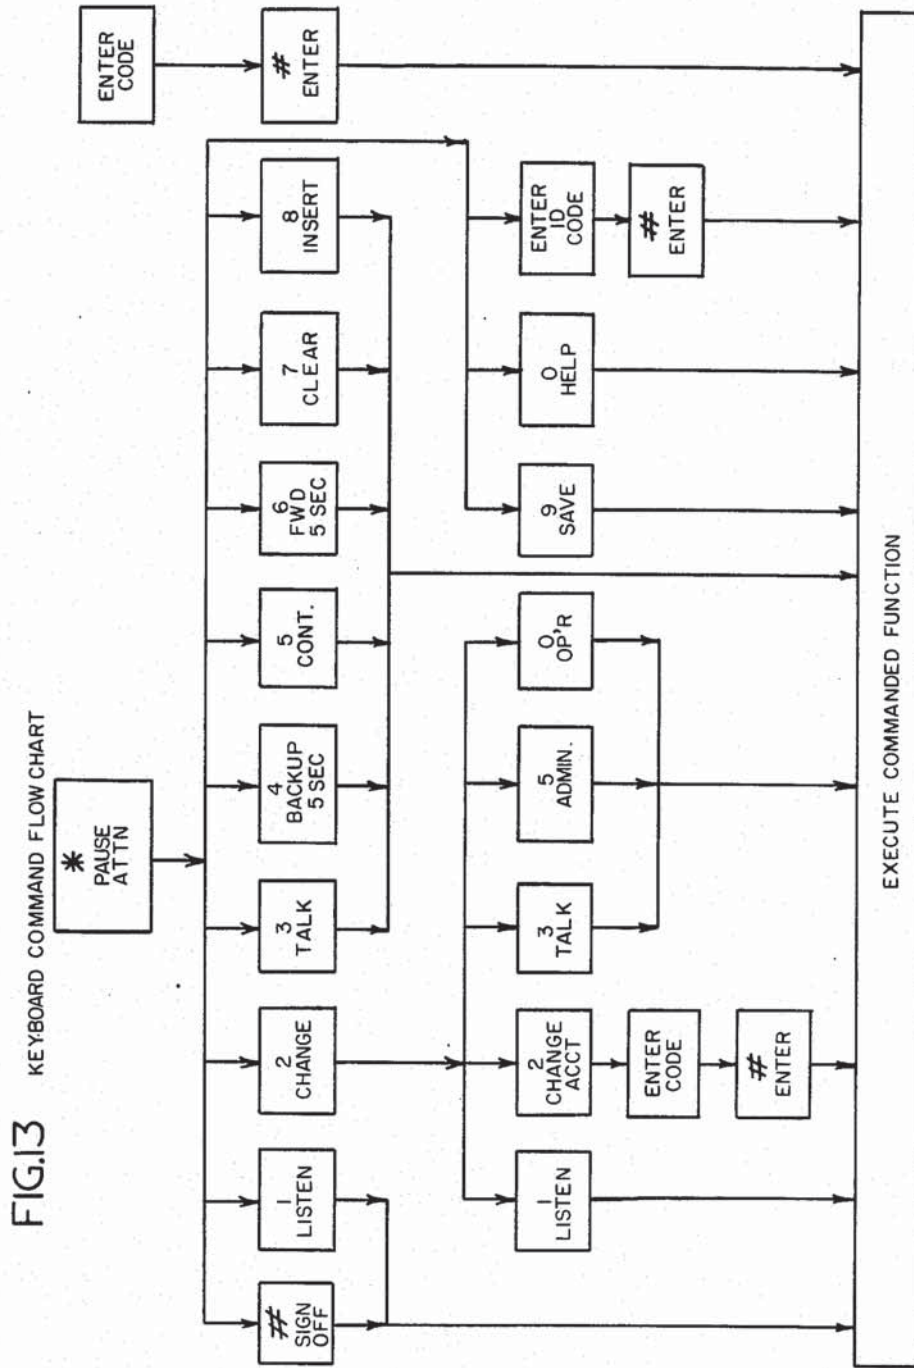 FIG.13
KEYBOARD COMMAND FLOW CHART
*
PAUSE
ATTN
ENTER
CODE
#
SIGN
OFF
1
LISTEN
2
CHANGE
3
TALK
4
BACKUP
5 SEC
5
CONT.
6
FWD
5 SEC
7
CLEAR
8
INSERT
#
ENTER
1
LISTEN
2
CHANGE
ACCT
3
TALK
5
ADMIN.
0
OP'R
9
SAVE
0
HELP
ENTER
ID
CODE
ENTER
CODE
#
ENTER
#
ENTER
EXECUTE COMMANDED FUNCTION